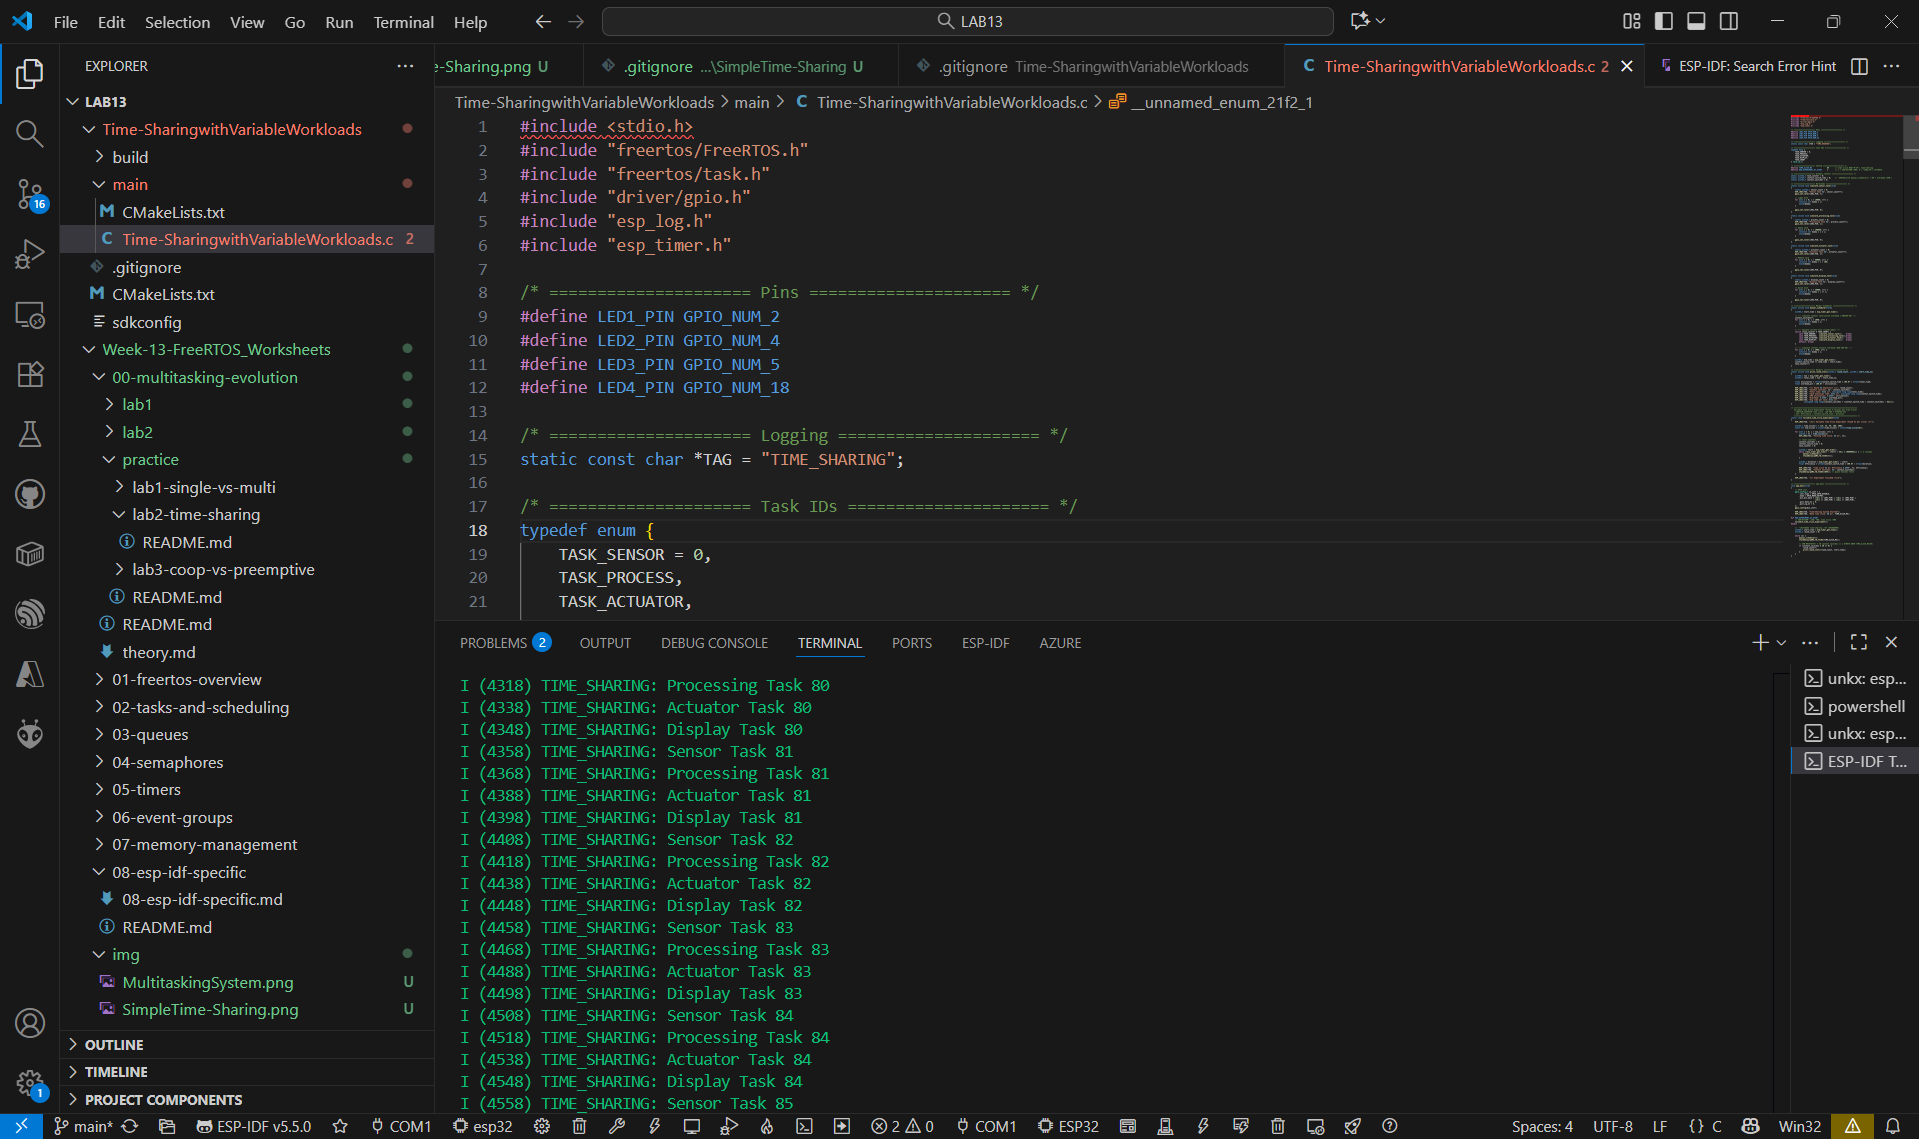 File Edit Selection View Go Run Terminal Help
LAB13
EXPLORER
LAB13
Time-SharingwithVariableWorkloads
build
main
CMakeLists.txt
Time-SharingwithVariableWorkloads.c 2
.gitignore
CMakeLists.txt
sdkconfig
Week-13-FreeRTOS_Worksheets
00-multitasking-evolution
lab1
lab2
practice
lab1-single-vs-multi
lab2-time-sharing
README.md
lab3-coop-vs-preemptive
README.md
README.md
theory.md
01-freertos-overview
02-tasks-and-scheduling
03-queues
04-semaphores
05-timers
06-event-groups
07-memory-management
08-esp-idf-specific
08-esp-idf-specific.md
README.md
img
MultitaskingSystem.png U
SimpleTime-Sharing.png U
OUTLINE
TIMELINE
PROJECT COMPONENTS
16
1
e-Sharing.png U
.gitignore ...\SimpleTime-Sharing U
.gitignore Time-SharingwithVariableWorkloads
C Time-SharingwithVariableWorkloads.c 2
ESP-IDF: Search Error Hint
Time-SharingwithVariableWorkloads > main > C Time-SharingwithVariableWorkloads.c > __unnamed_enum_21f2_1
1 #include <stdio.h>
2 #include "freertos/FreeRTOS.h"
3 #include "freertos/task.h"
4 #include "driver/gpio.h"
5 #include "esp_log.h"
6 #include "esp_timer.h"
7
8 /* ===================== Pins ===================== */
9 #define LED1_PIN GPIO_NUM_2
10 #define LED2_PIN GPIO_NUM_4
11 #define LED3_PIN GPIO_NUM_5
12 #define LED4_PIN GPIO_NUM_18
13
14 /* ===================== Logging ===================== */
15 static const char *TAG = "TIME_SHARING";
16
17 /* ===================== Task IDs ===================== */
18 typedef enum {
19 TASK_SENSOR = 0,
20 TASK_PROCESS,
21 TASK_ACTUATOR,
PROBLEMS 2 OUTPUT DEBUG CONSOLE TERMINAL PORTS ESP-IDF AZURE
I (4318) TIME_SHARING: Processing Task 80
I (4338) TIME_SHARING: Actuator Task 80
I (4348) TIME_SHARING: Display Task 80
I (4358) TIME_SHARING: Sensor Task 81
I (4368) TIME_SHARING: Processing Task 81
I (4388) TIME_SHARING: Actuator Task 81
I (4398) TIME_SHARING: Display Task 81
I (4408) TIME_SHARING: Sensor Task 82
I (4418) TIME_SHARING: Processing Task 82
I (4438) TIME_SHARING: Actuator Task 82
I (4448) TIME_SHARING: Display Task 82
I (4458) TIME_SHARING: Sensor Task 83
I (4468) TIME_SHARING: Processing Task 83
I (4488) TIME_SHARING: Actuator Task 83
I (4498) TIME_SHARING: Display Task 83
I (4508) TIME_SHARING: Sensor Task 84
I (4518) TIME_SHARING: Processing Task 84
I (4538) TIME_SHARING: Actuator Task 84
I (4548) TIME_SHARING: Display Task 84
I (4558) TIME_SHARING: Sensor Task 85
unkx: esp...
powershell
unkx: esp...
ESP-IDF T...
main* ESP-IDF v5.5.0 COM1 esp32 2 0 COM1 ESP32 Spaces: 4 UTF-8 LF {} C Win32